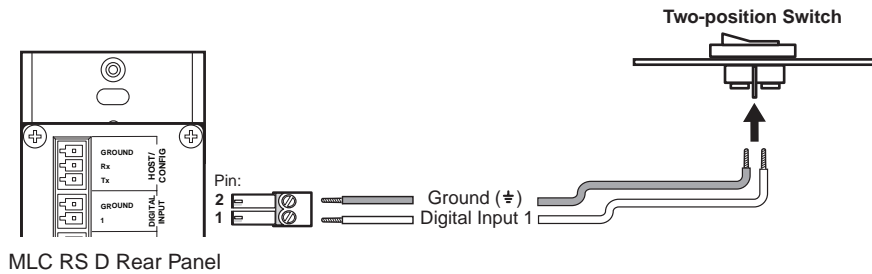 Two-position Switch
GROUND
Rx
Tx
HOST/
CONFIG
GROUND
1
DIGITAL
INPUT
Pin:
2
1
Ground (⏚)
Digital Input 1
MLC RS D Rear Panel